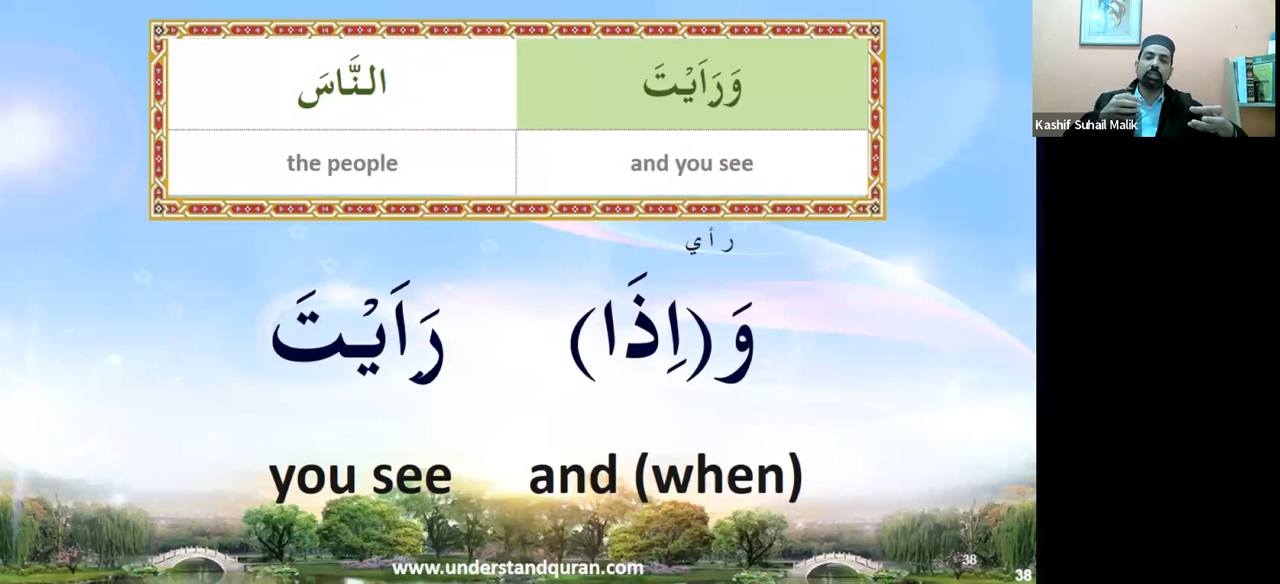 وَرَاَيْتَ النَّاسَ
and you see the people
Kashif Suhail Malik
ر أ ي
وَ(اِذَا) رَاَيْتَ
you see and (when)
www.understandquran.com
38
38